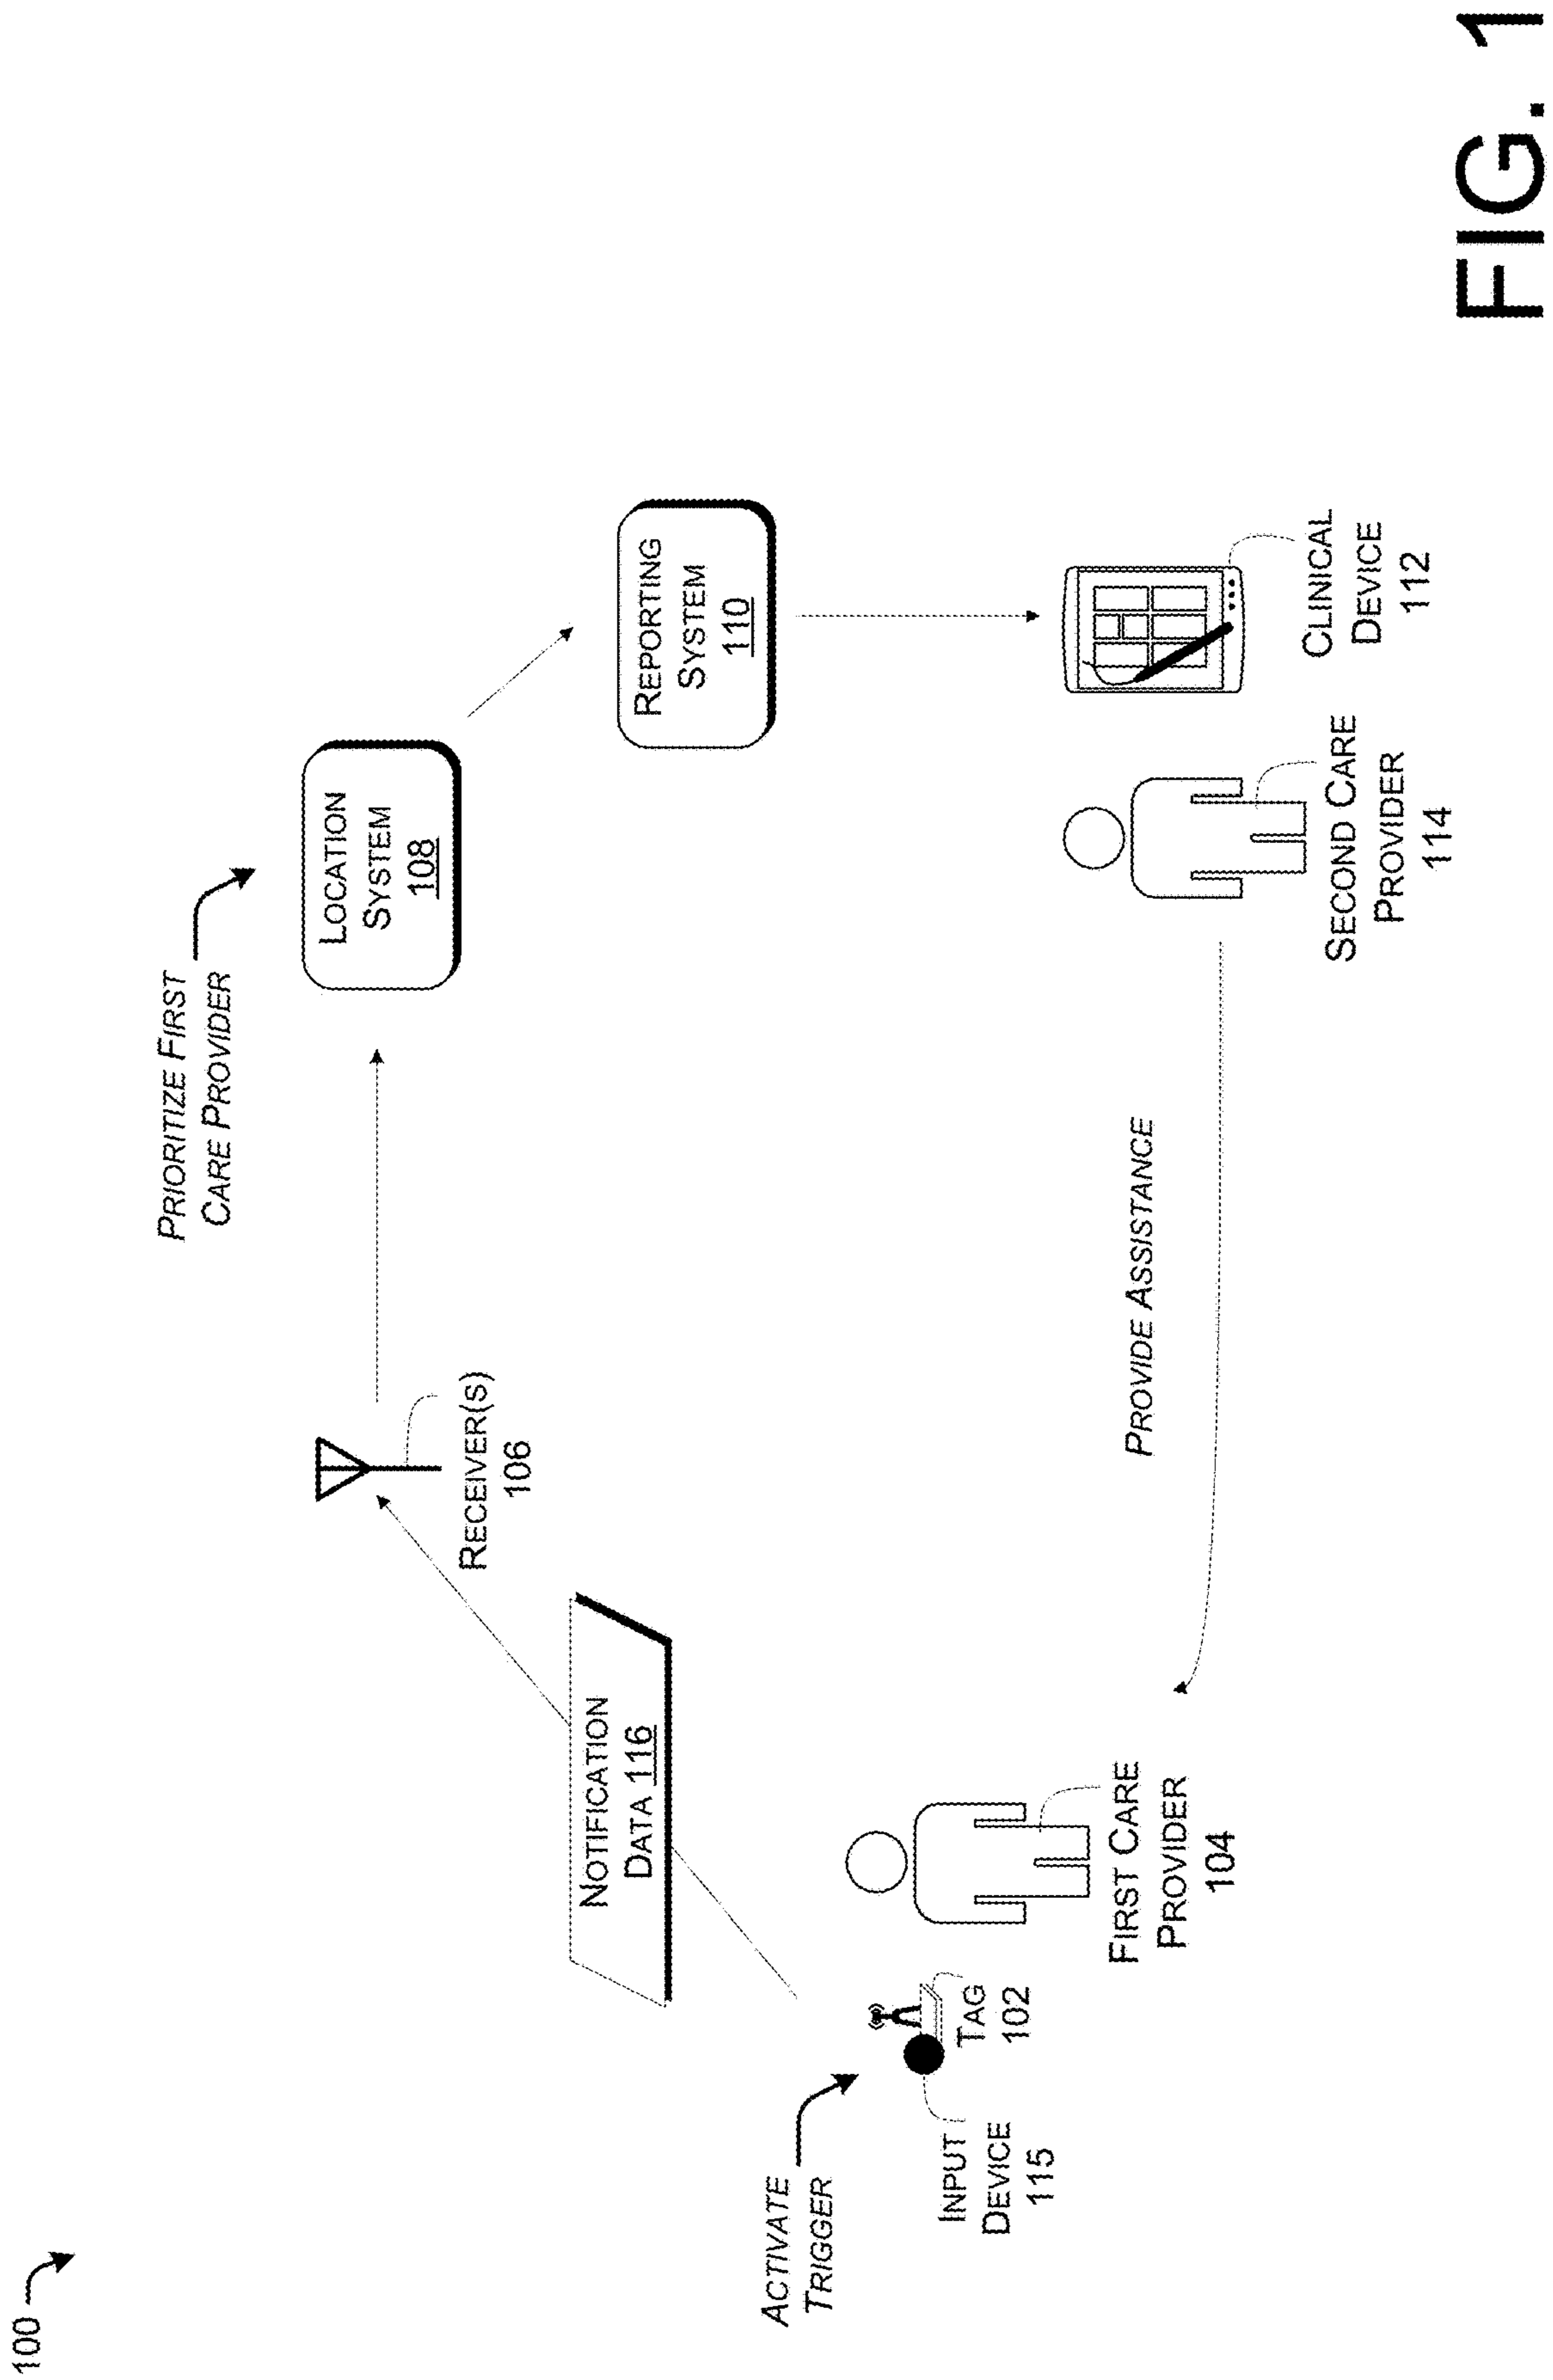 100
PRIORITIZE FIRST
CARE PROVIDER
LOCATION
SYSTEM
108
RECEIVER(S)
106
REPORTING
SYSTEM
110
NOTIFICATION
DATA 116
ACTIVATE
TRIGGER
INPUT
DEVICE
115
TAG
102
FIRST CARE
PROVIDER
104
PROVIDE ASSISTANCE
SECOND CARE
PROVIDER
114
CLINICAL
DEVICE
112
FIG. 1